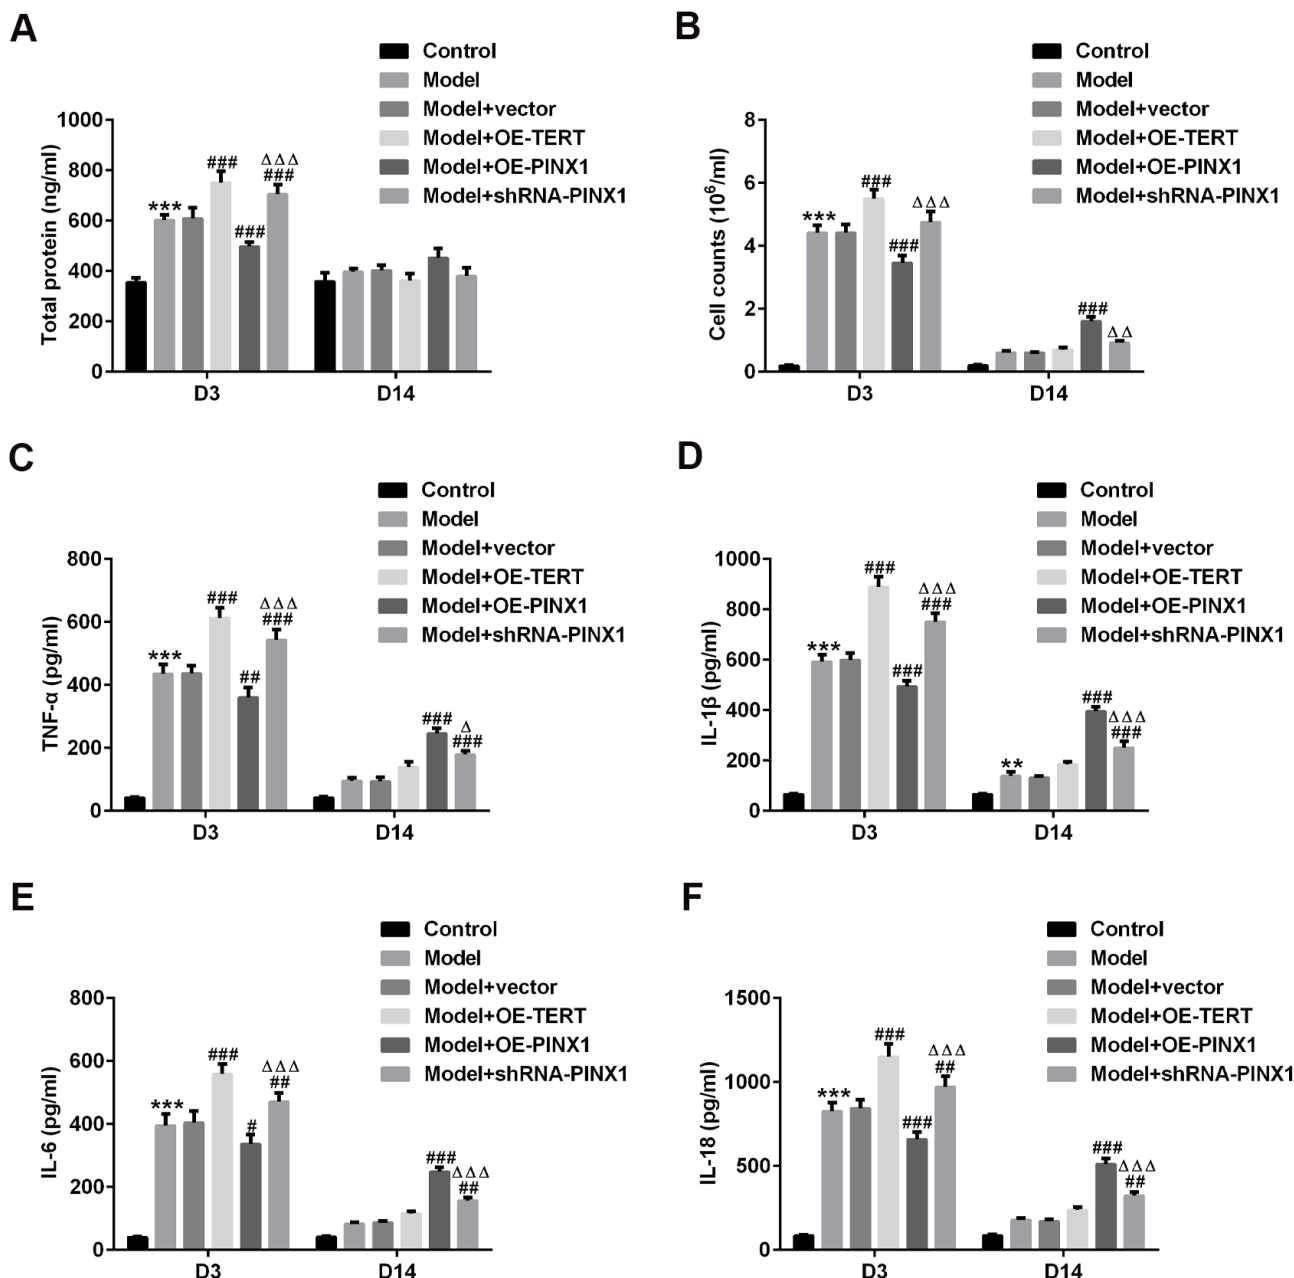 A
Control
Model
Model+vector
Model+OE-TERT
Model+OE-PINX1
Model+shRNA-PINX1
Total protein (ng/ml)
1000
800
600
400
200
0
***
###
###
ΔΔΔ
###
D3
D14
B
Control
Model
Model+vector
Model+OE-TERT
Model+OE-PINX1
Model+shRNA-PINX1
Cell counts (10⁶/ml)
8
6
4
2
0
***
###
###
ΔΔΔ
###
ΔΔ
D3
D14
C
Control
Model
Model+vector
Model+OE-TERT
Model+OE-PINX1
Model+shRNA-PINX1
TNF-α (pg/ml)
800
600
400
200
0
***
###
##
ΔΔΔ
###
###
Δ
###
D3
D14
D
Control
Model
Model+vector
Model+OE-TERT
Model+OE-PINX1
Model+shRNA-PINX1
IL-1β (pg/ml)
1000
800
600
400
200
0
***
###
###
ΔΔΔ
###
**
###
ΔΔΔ
###
D3
D14
E
Control
Model
Model+vector
Model+OE-TERT
Model+OE-PINX1
Model+shRNA-PINX1
IL-6 (pg/ml)
800
600
400
200
0
***
###
#
ΔΔΔ
##
###
ΔΔΔ
##
D3
D14
F
Control
Model
Model+vector
Model+OE-TERT
Model+OE-PINX1
Model+shRNA-PINX1
IL-18 (pg/ml)
1500
1000
500
0
***
###
###
ΔΔΔ
##
###
ΔΔΔ
##
D3
D14